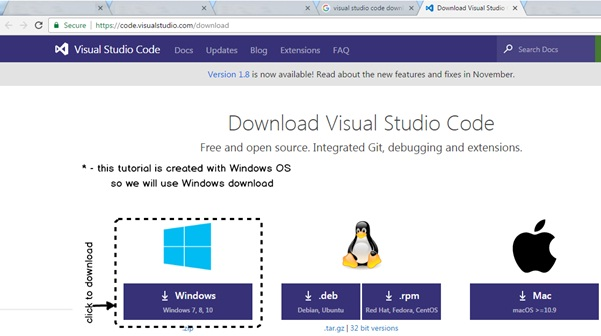 visual studio code down
Download Visual Studio
Secure | https://code.visualstudio.com/download
Visual Studio Code Docs Updates Blog Extensions FAQ Search Docs
Version 1.8 is now available! Read about the new features and fixes in November.
Download Visual Studio Code
Free and open source. Integrated Git, debugging and extensions.
* - this tutorial is created with Windows OS
so we will use Windows download
click to download
Windows
Windows 7, 8, 10
.zip
.deb
Debian, Ubuntu
.rpm
Red Hat, Fedora, CentOS
.tar.gz | 32 bit versions
Mac
macOS >=10.9